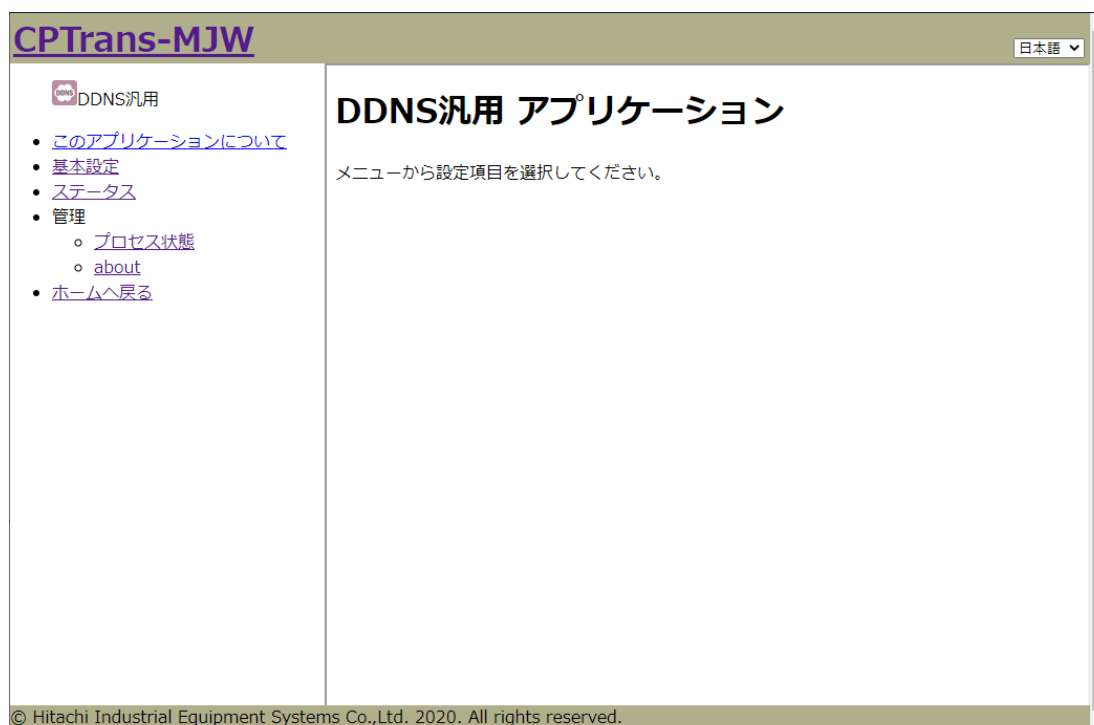 CPTrans-MJW
日本語
DDNS
DDNS汎用
このアプリケーションについて
基本設定
ステータス
管理
プロセス状態
about
ホームへ戻る
DDNS汎用 アプリケーション
メニューから設定項目を選択してください。
© Hitachi Industrial Equipment Systems Co.,Ltd. 2020. All rights reserved.